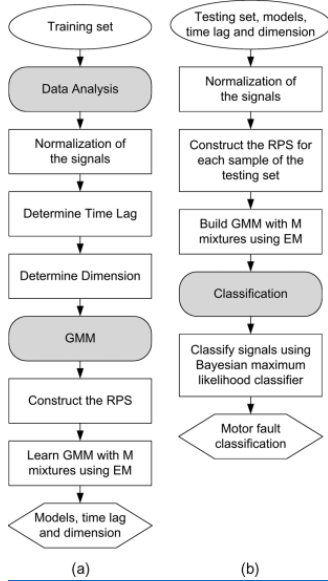 Training set
Data Analysis
Normalization of
the signals
Determine Time Lag
Determine Dimension
GMM
Construct the RPS
Learn GMM with M
mixtures using EM
Models, time lag
and dimension
(a)
Testing set, models,
time lag and dimension
Normalization of
the signals
Construct the RPS for
each sample of the
testing set
Build GMM with M
mixtures using EM
Classification
Classify signals using
Bayesian maximum
likelihood classifier
Motor fault
classification
(b)